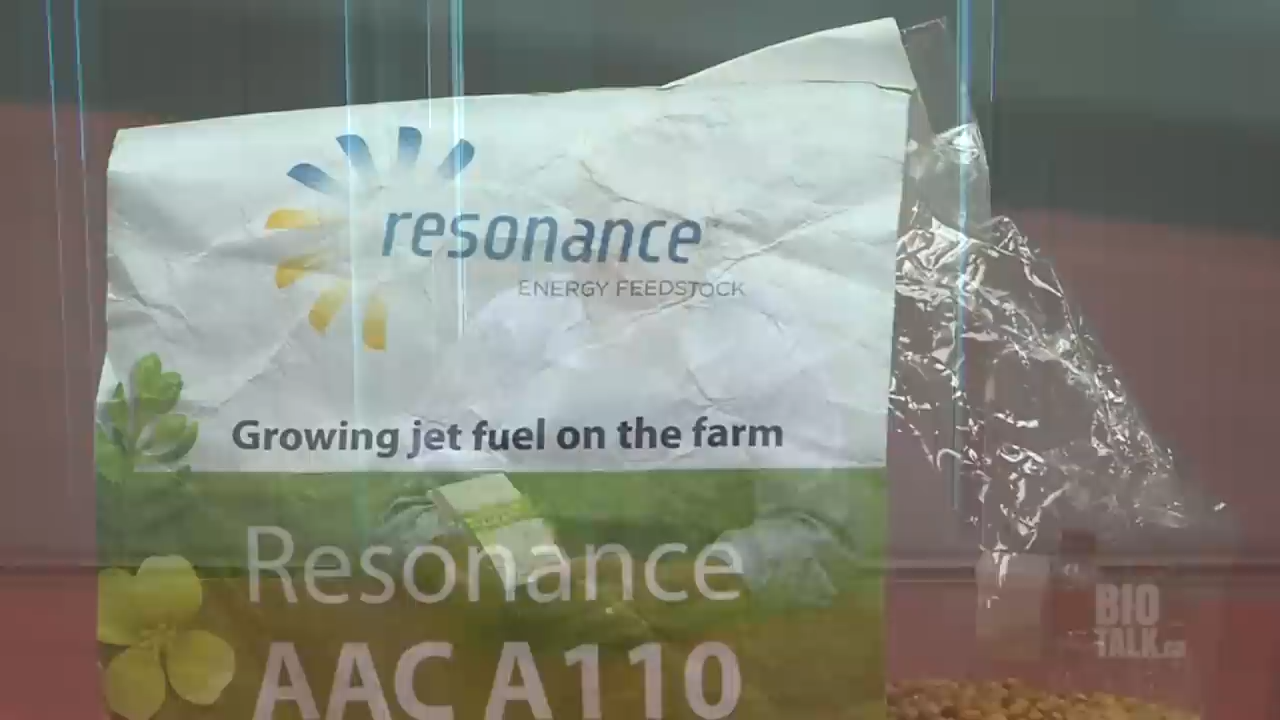 resonance
ENERGY FEEDSTOCK
Growing jet fuel on the farm
Resonance
AAC A110
BIO
TALK.ca